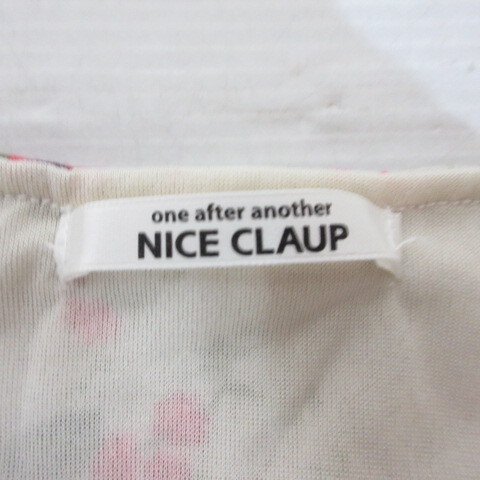 one after another
NICE CLAUP